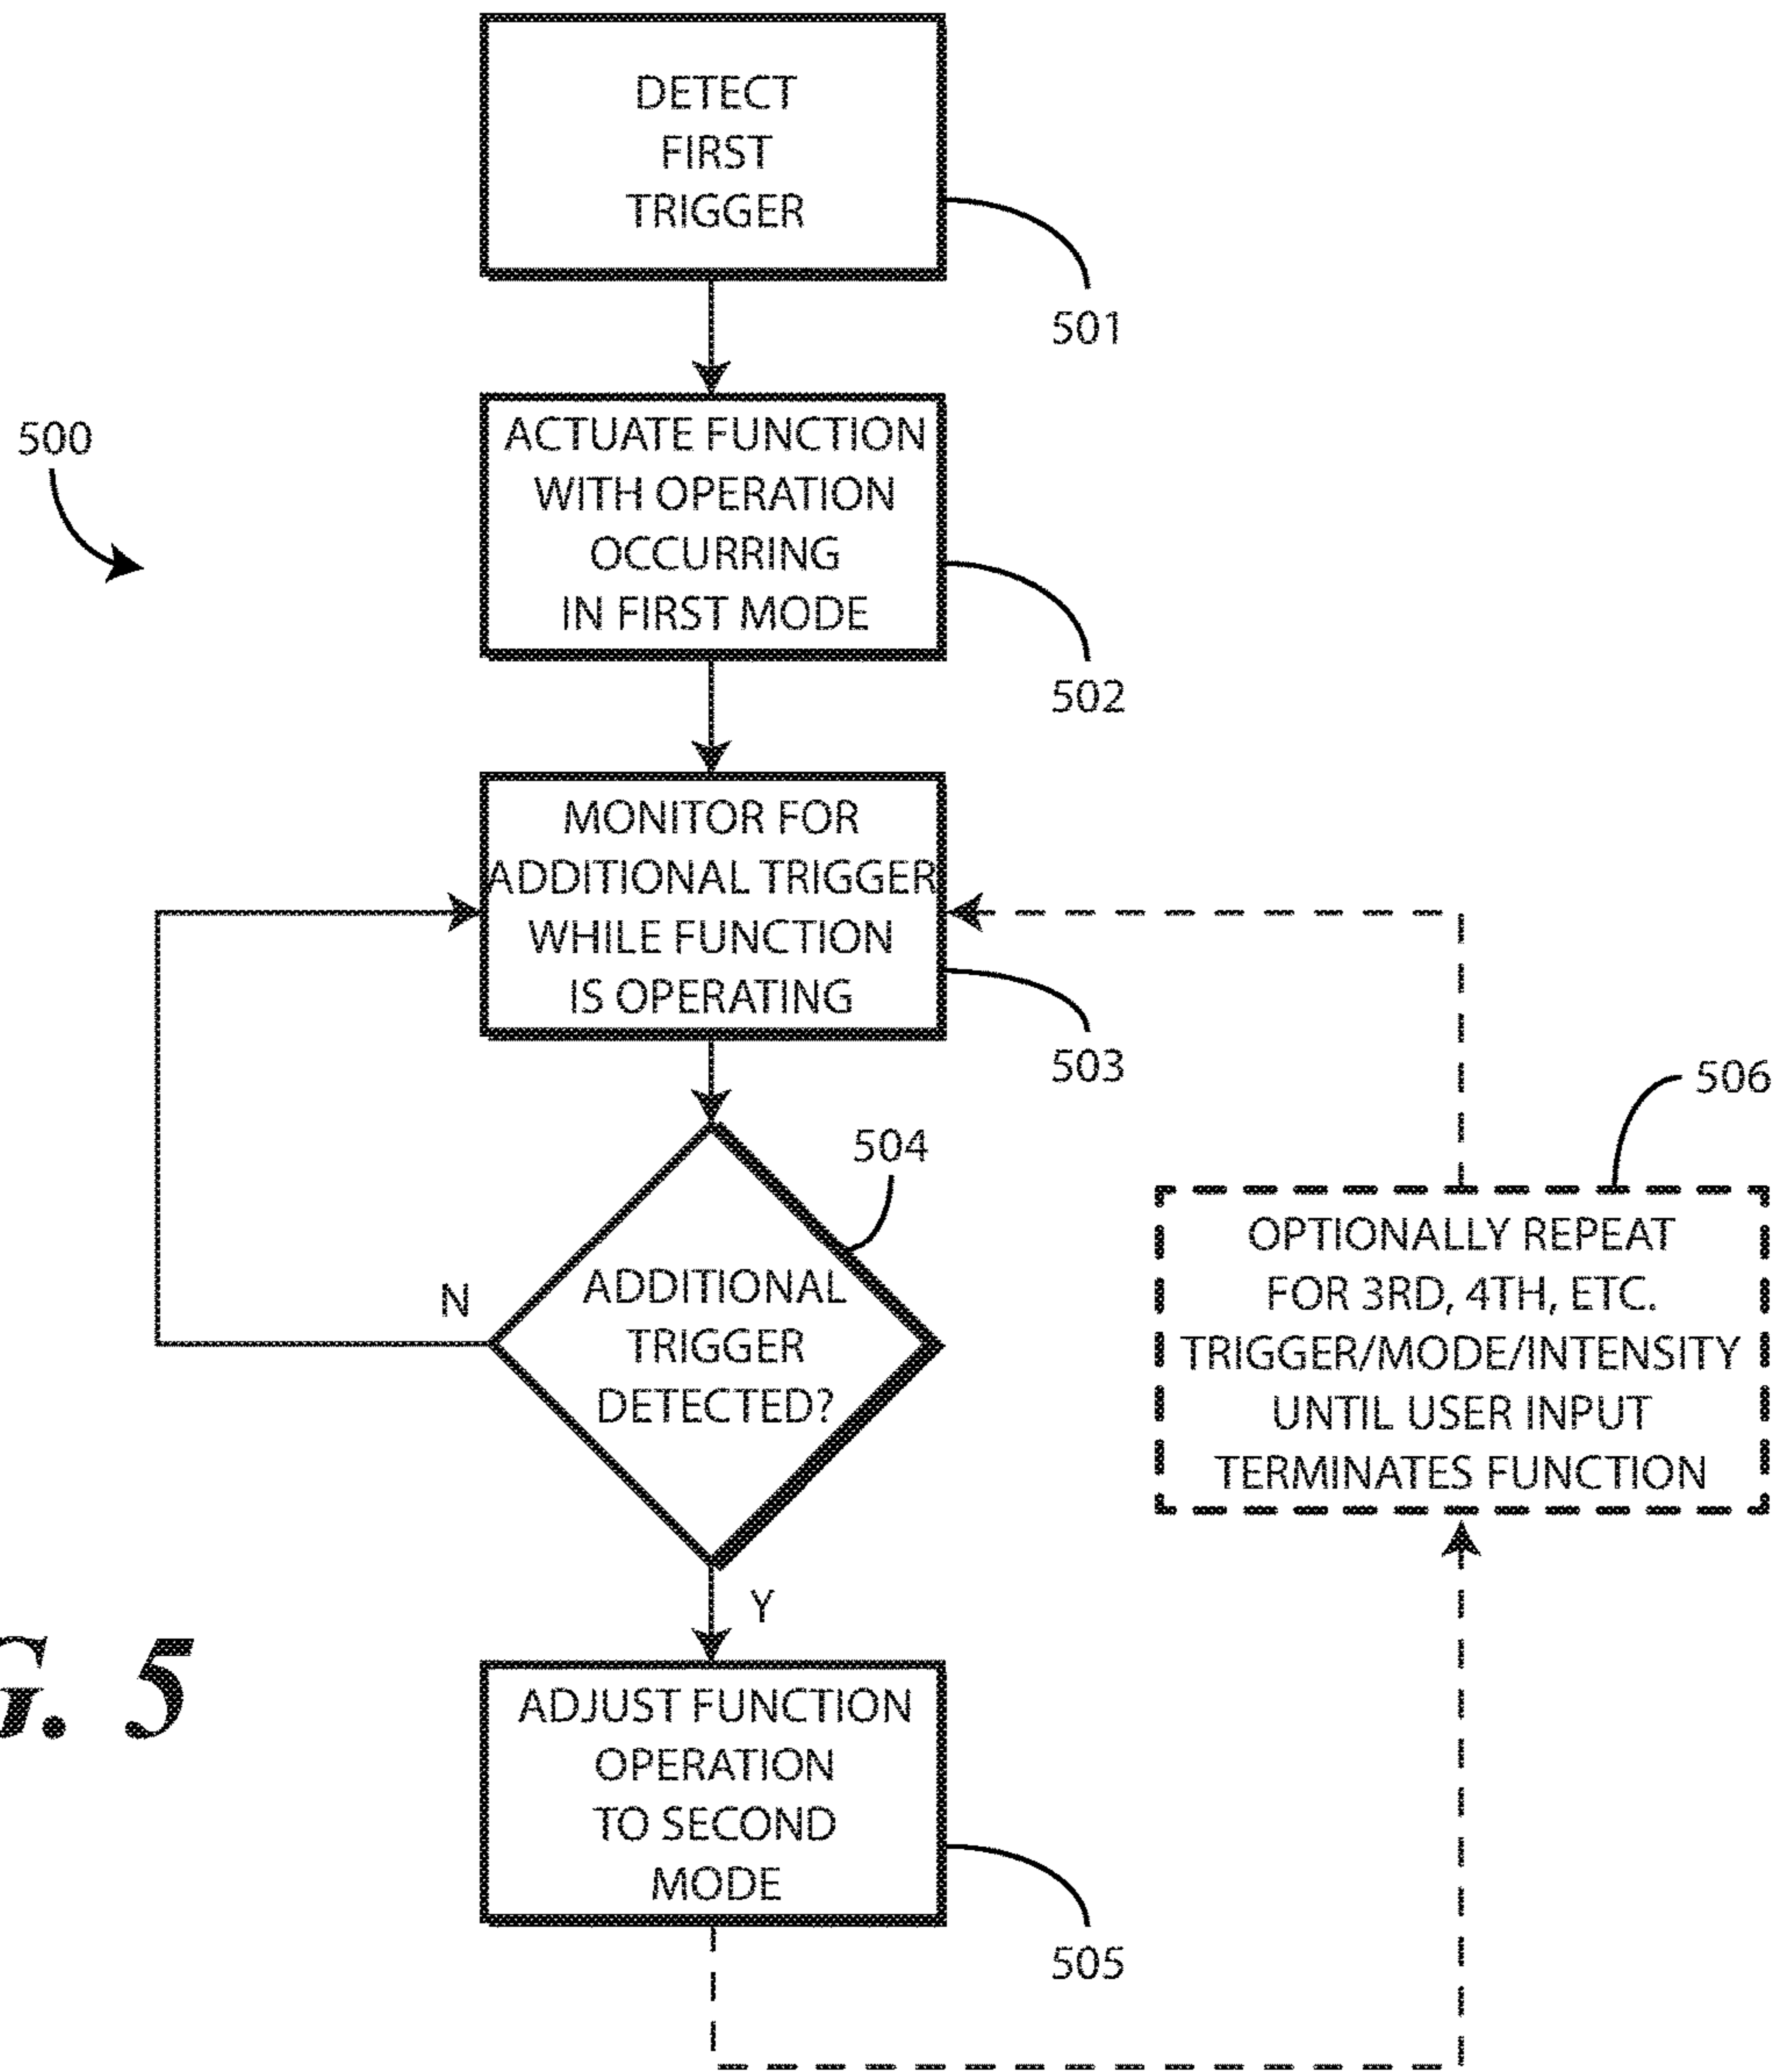 DETECT
FIRST
TRIGGER
501
500
ACTUATE FUNCTION
WITH OPERATION
OCCURRING
IN FIRST MODE
502
MONITOR FOR
ADDITIONAL TRIGGER
WHILE FUNCTION
IS OPERATING
503
504
ADDITIONAL
TRIGGER
DETECTED?
N
Y
506
OPTIONALLY REPEAT
FOR 3RD, 4TH, ETC.
TRIGGER/MODE/INTENSITY
UNTIL USER INPUT
TERMINATES FUNCTION
ADJUST FUNCTION
OPERATION
TO SECOND
MODE
505
G. 5